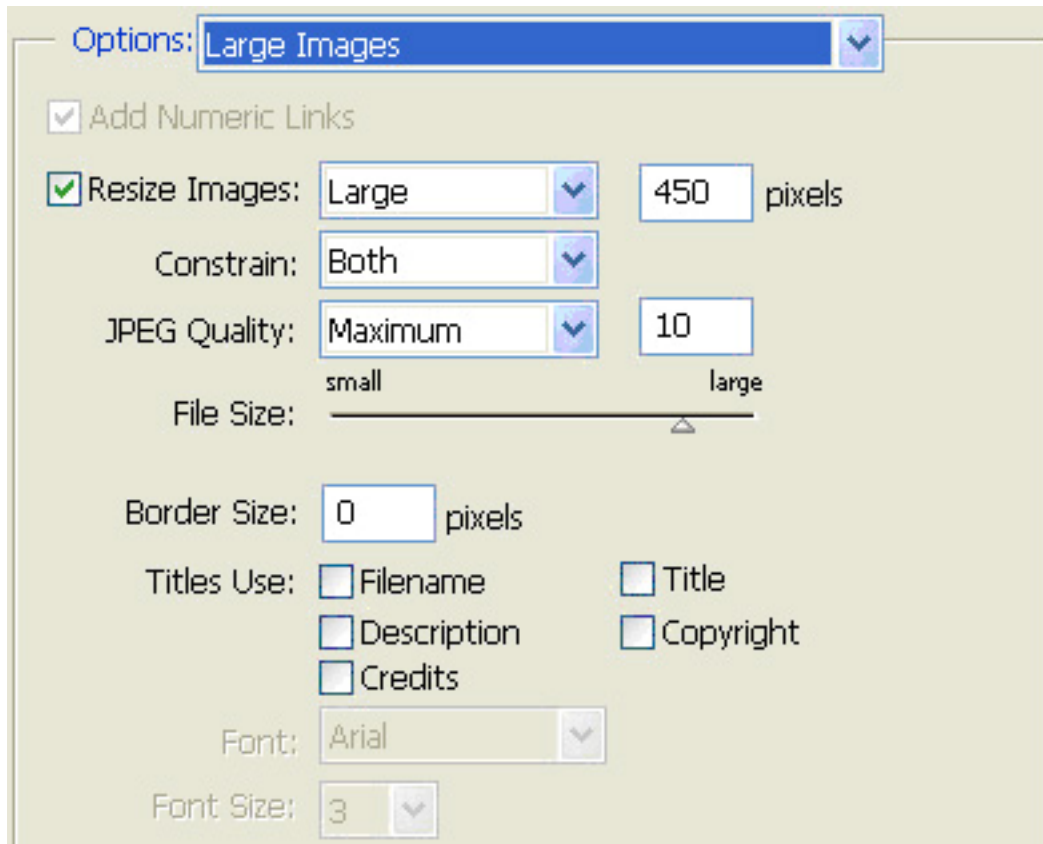 Options: Large Images
Add Numeric Links
Resize Images: Large 450 pixels
Constrain: Both
JPEG Quality: Maximum 10
small large
File Size:
Border Size: 0 pixels
Titles Use: Filename Title
Description Copyright
Credits
Font: Arial
Font Size: 3